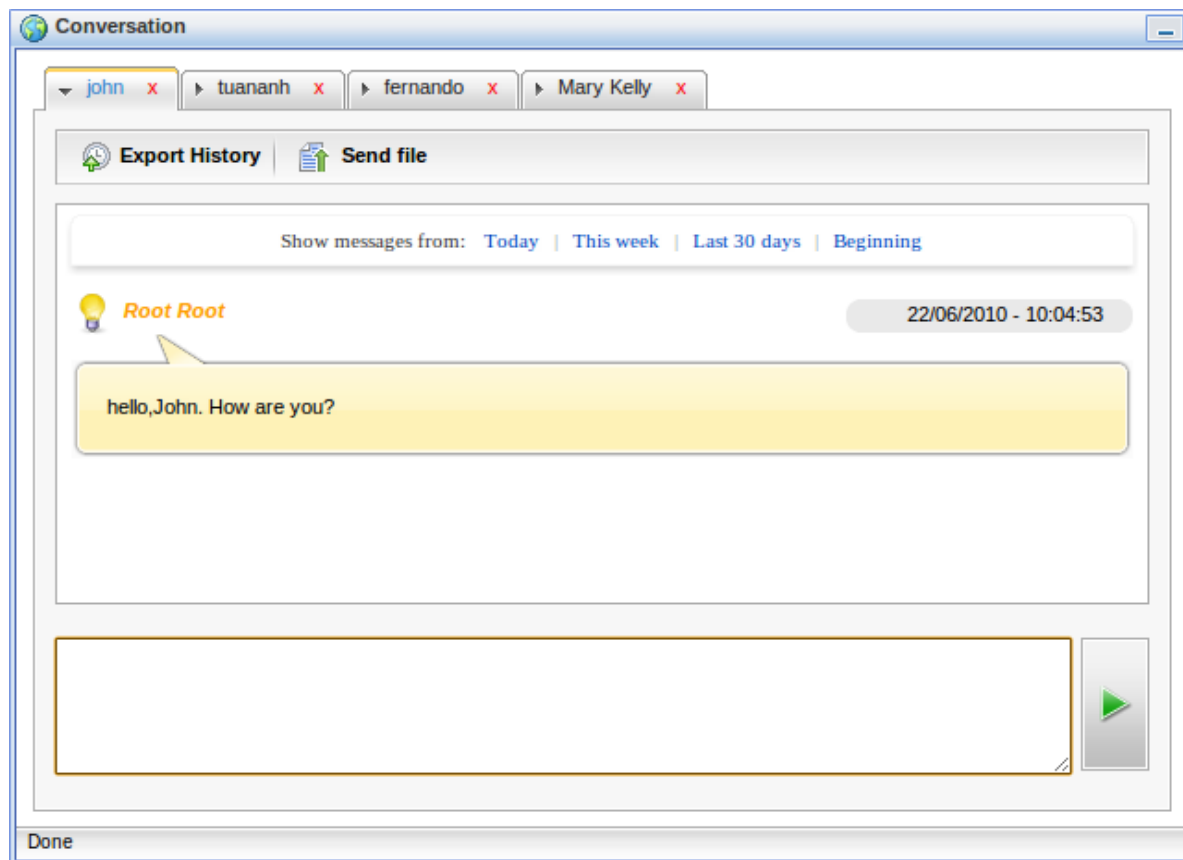 Conversation
john x tuananh x fernando x Mary Kelly x
Export History Send file
Show messages from: Today | This week | Last 30 days | Beginning
Root Root 22/06/2010 - 10:04:53
hello,John. How are you?
Done